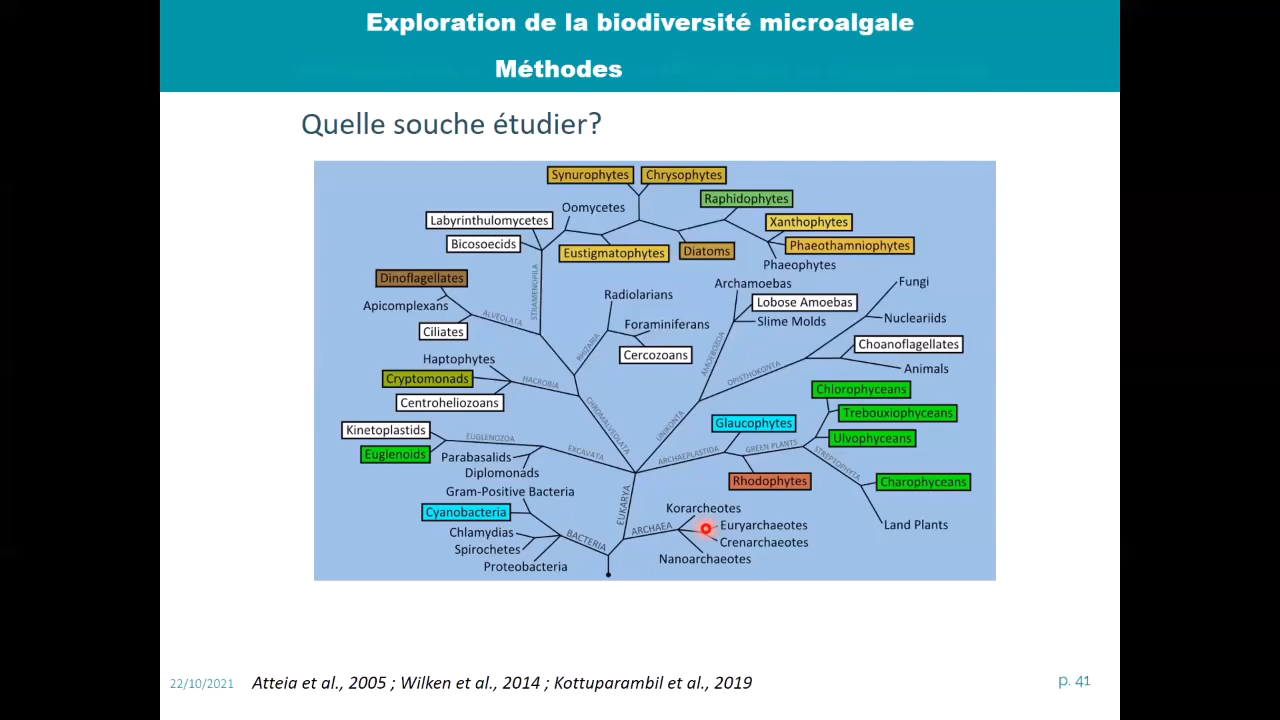 Exploration de la biodiversité microalgale
Méthodes
Quelle souche étudier?
Synurophytes
Chrysophytes
Raphidophytes
Oomycetes
Labyrinthulomycetes
Xanthophytes
Bicosoecids
Eustigmatophytes
Diatoms
Phaeothamniophytes
Phaeophytes
Dinoflagellates
STRAMENOPILA
Archamoebas
Fungi
Apicomplexans
Radiolarians
Lobose Amoebas
ALVEOLATA
Foraminiferans
Slime Molds
Nucleariids
Ciliates
RHIZARIA
Cercozoans
AMOEBOZOA
Choanoflagellates
Haptophytes
OPISTHOKONTA
Animals
Cryptomonads
HACROBIA
Chlorophyceans
Centroheliozoans
CHROMALVEOLATA
UNIKONTA
Trebouxiophyceans
Kinetoplastids
Glaucophytes
EUGLENOZOA
Ulvophyceans
Euglenoids
Parabasalids
EXCAVATA
ARCHAEPLASTIDA
GREEN PLANTS
STREPTOPHYTA
Diplomonads
Rhodophytes
Charophyceans
Gram-Positive Bacteria
EUKARYA
Korarcheotes
Cyanobacteria
ARCHAEA
Euryarchaeotes
Land Plants
Chlamydias
BACTERIA
Crenarchaeotes
Spirochetes
Nanoarchaeotes
Proteobacteria
22/10/2021
Atteia et al., 2005 ; Wilken et al., 2014 ; Kottuparambil et al., 2019
p. 41